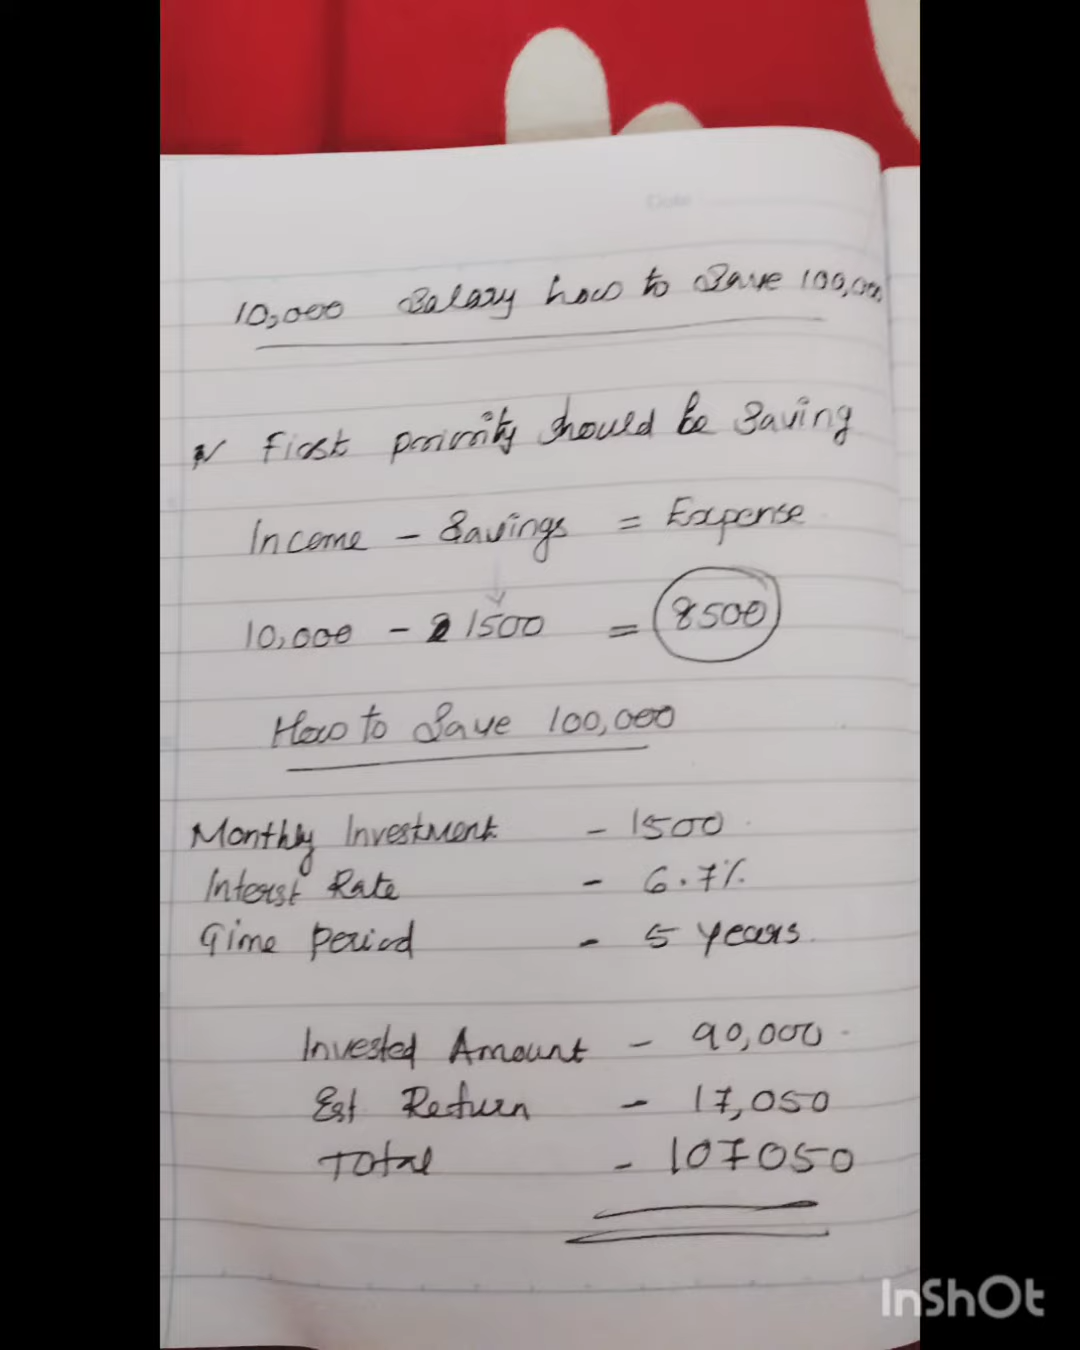 Date
10,000 Salary how to Save 100,000
First priority should be Saving
Income - Savings = Expense
10,000 - 1500 = 8500
How to Save 100,000
Monthly Investment - 1500
Interst Rate - 6.7%
Time Period - 5 years.
Invested Amount - 90,000
Est Return - 17,050
Total - 107050
InShOt